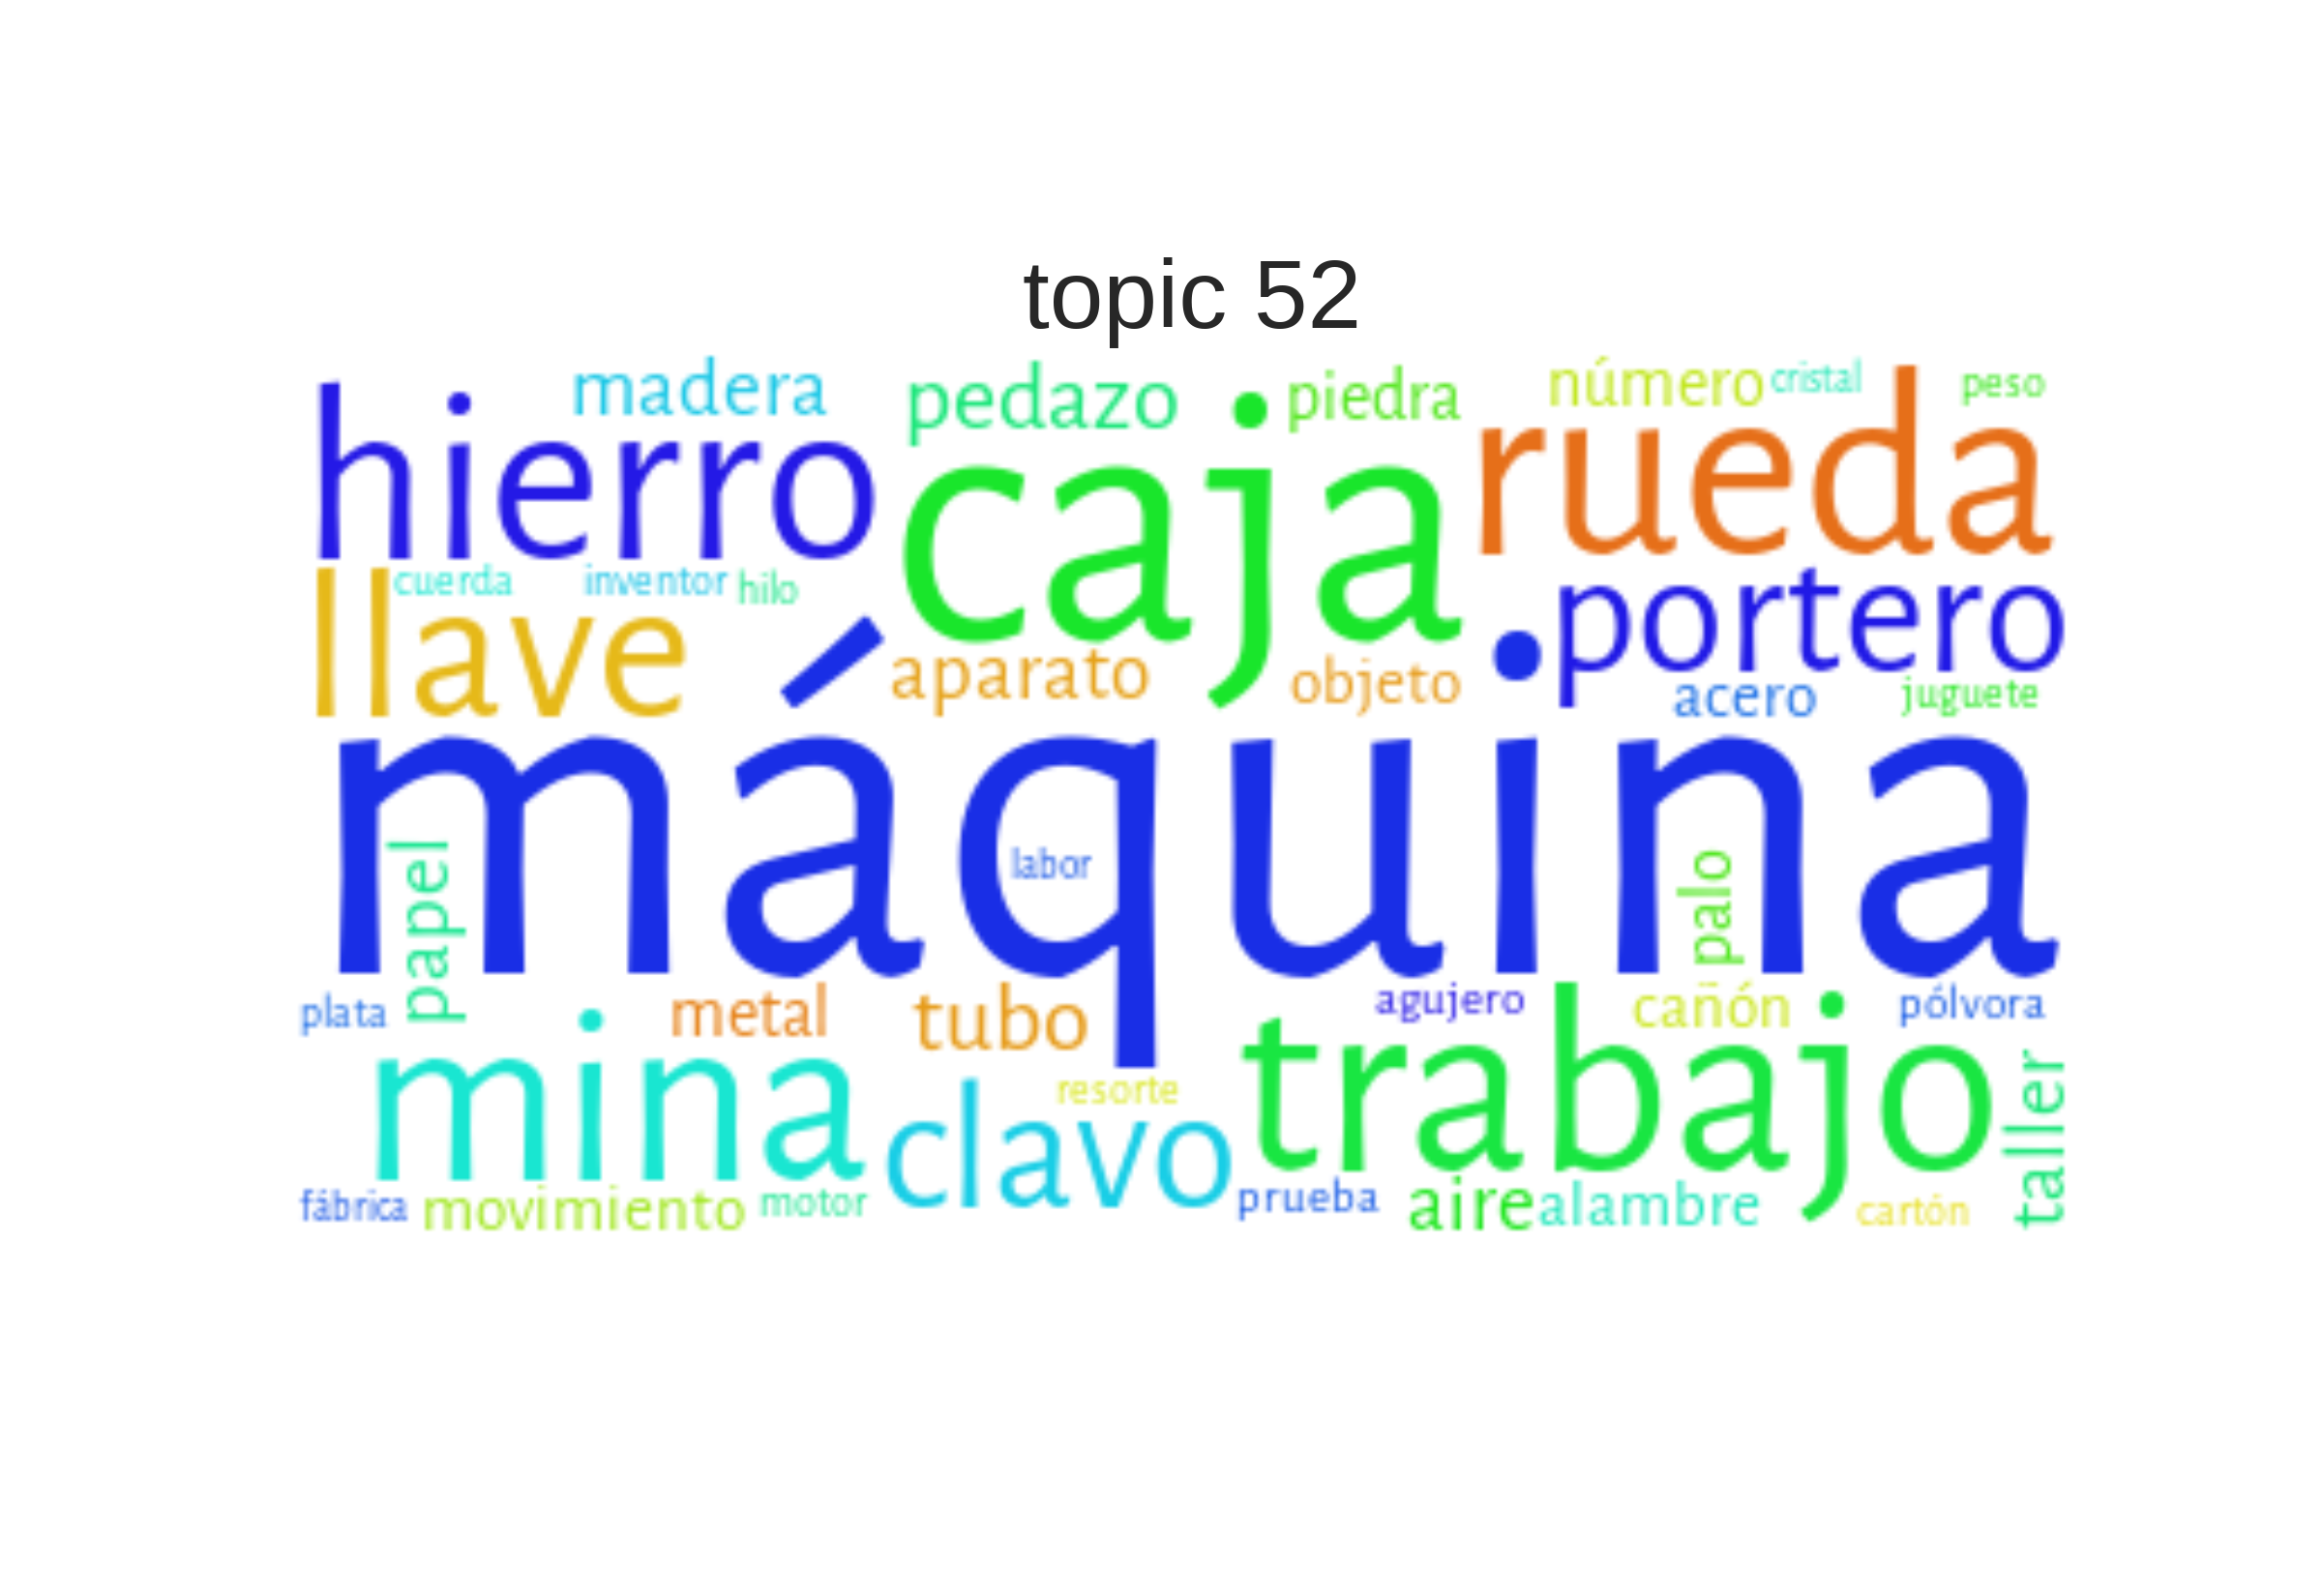 topic 52
madera
pedazo
piedra
número
cristal
peso
hierro
caja
rueda
cuerda
inventor
hilo
llave
portero
aparato
objeto
acero
juguete
máquina
labor
papel
palo
plata
metal
tubo
agujero
cañón
pólvora
mina
resorte
clavo
trabajo
taller
fábrica
movimiento
motor
prueba
aire
alambre
cartón